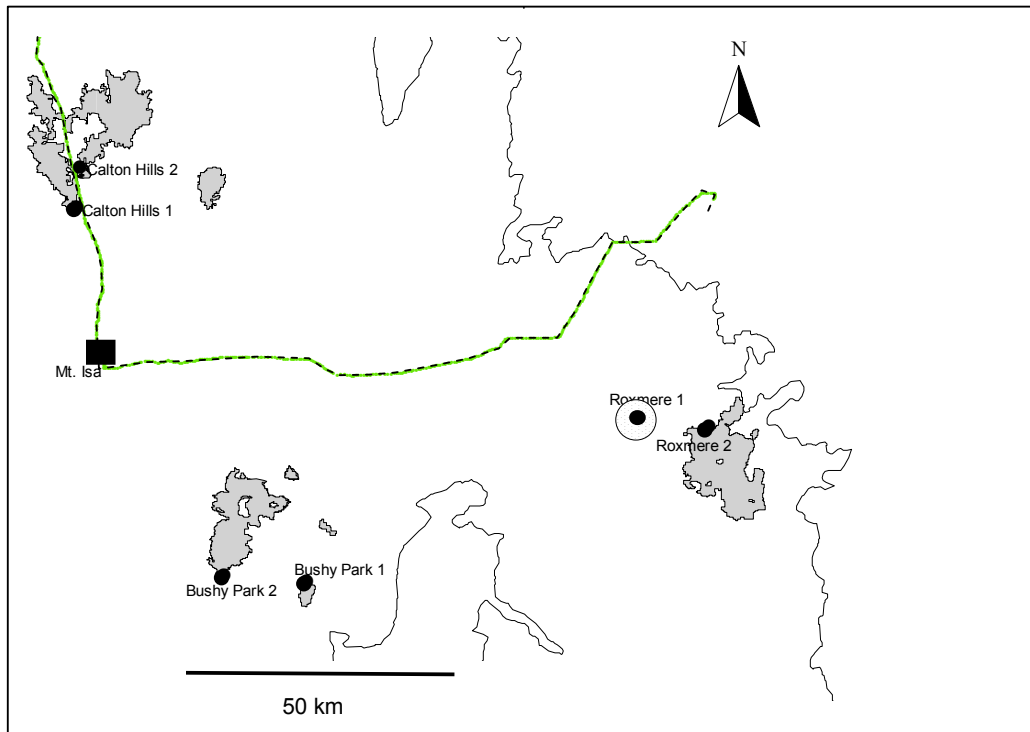 N
Calton Hills 2
Calton Hills 1
Mt. Isa
Roxmere 1
Roxmere 2
Bushy Park 1
Bushy Park 2
50 km